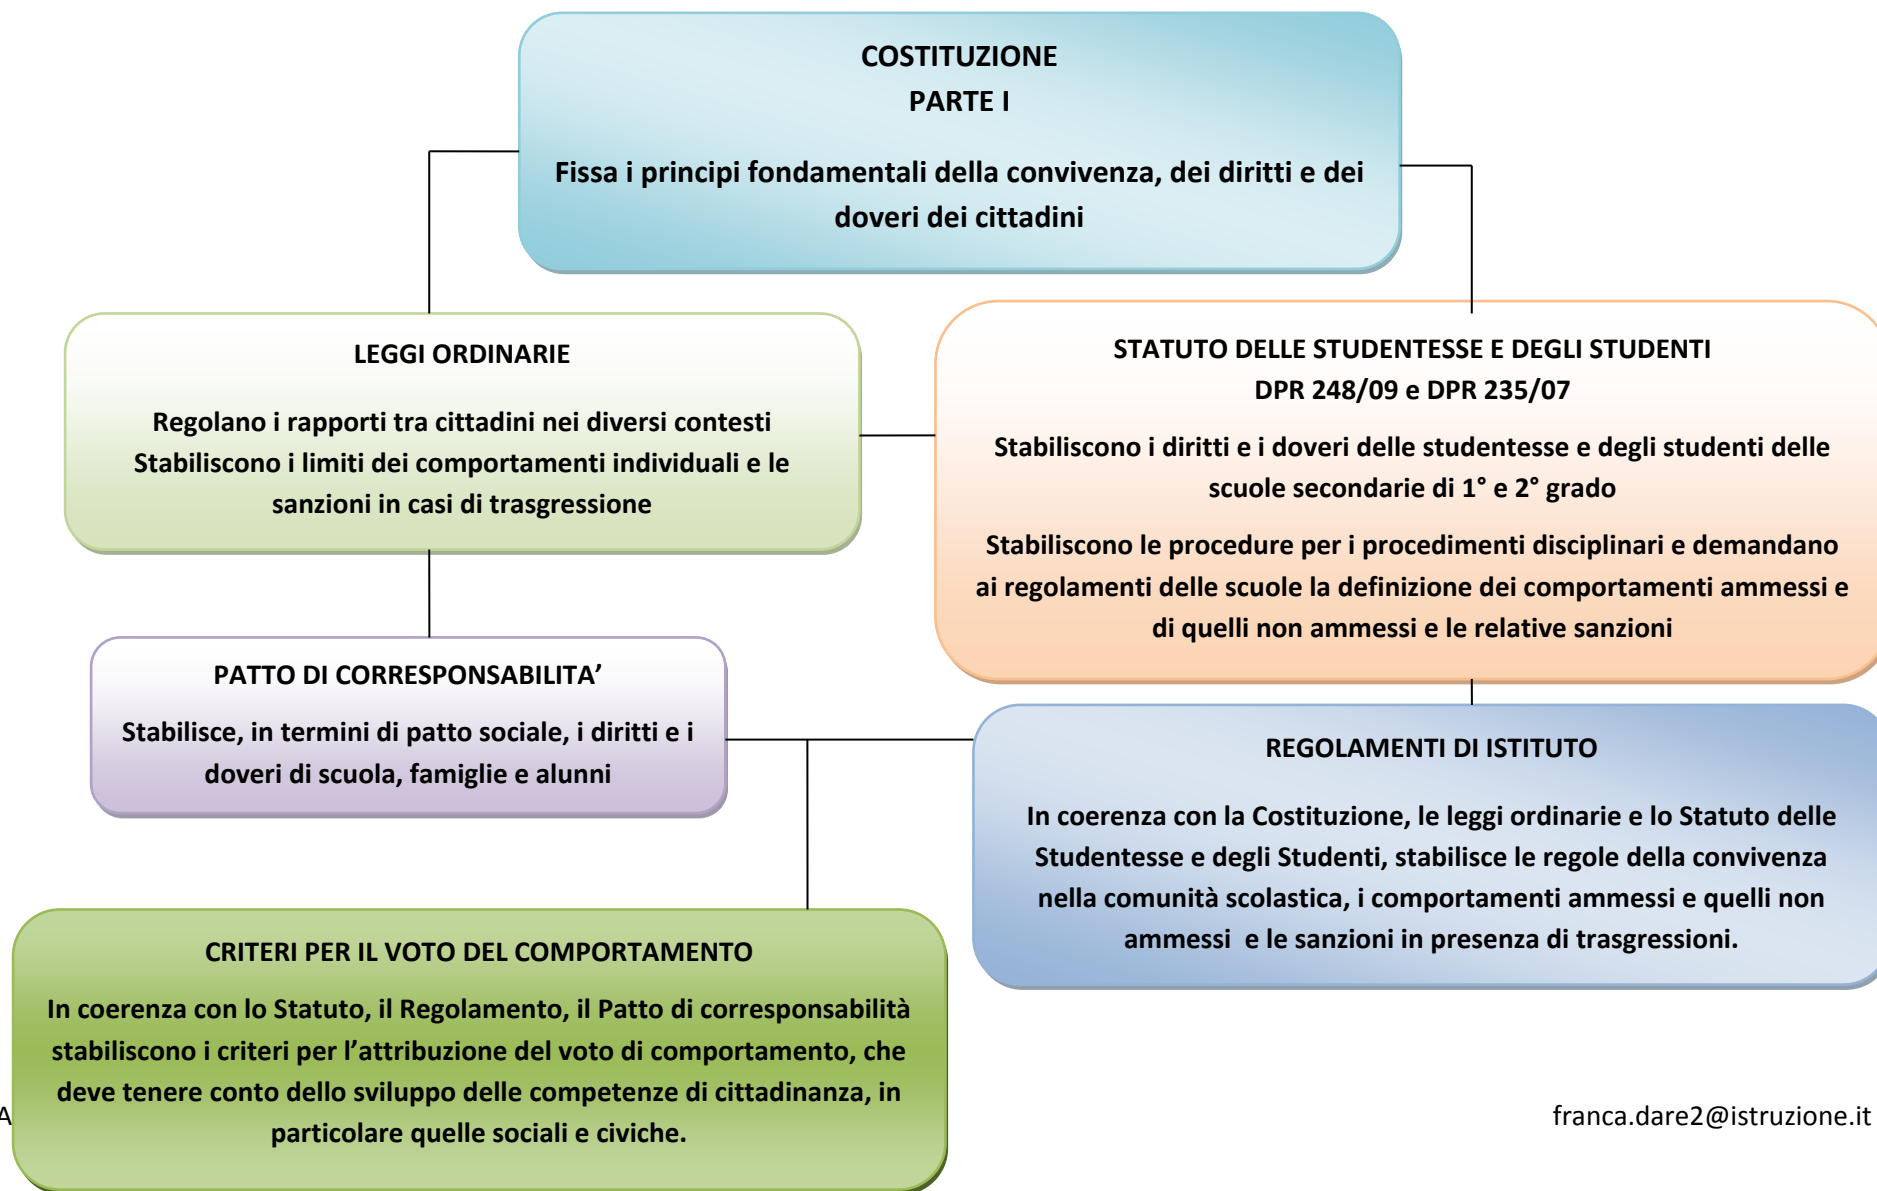 COSTITUZIONE
PARTE I
Fissa i principi fondamentali della convivenza, dei diritti e dei
doveri dei cittadini
LEGGI ORDINARIE
Regolano i rapporti tra cittadini nei diversi contesti
Stabiliscono i limiti dei comportamenti individuali e le
sanzioni in casi di trasgressione
STATUTO DELLE STUDENTESSE E DEGLI STUDENTI
DPR 248/09 e DPR 235/07
Stabiliscono i diritti e i doveri delle studentesse e degli studenti delle
scuole secondarie di 1° e 2° grado
Stabiliscono le procedure per i procedimenti disciplinari e demandano
ai regolamenti delle scuole la definizione dei comportamenti ammessi e
di quelli non ammessi e le relative sanzioni
PATTO DI CORRESPONSABILITA’
Stabilisce, in termini di patto sociale, i diritti e i
doveri di scuola, famiglie e alunni
REGOLAMENTI DI ISTITUTO
In coerenza con la Costituzione, le leggi ordinarie e lo Statuto delle
Studentesse e degli Studenti, stabilisce le regole della convivenza
nella comunità scolastica, i comportamenti ammessi e quelli non
ammessi  e le sanzioni in presenza di trasgressioni.
CRITERI PER IL VOTO DEL COMPORTAMENTO
In coerenza con lo Statuto, il Regolamento, il Patto di corresponsabilità
stabiliscono i criteri per l’attribuzione del voto di comportamento, che
deve tenere conto dello sviluppo delle competenze di cittadinanza, in
particolare quelle sociali e civiche.
franca.dare2@istruzione.it